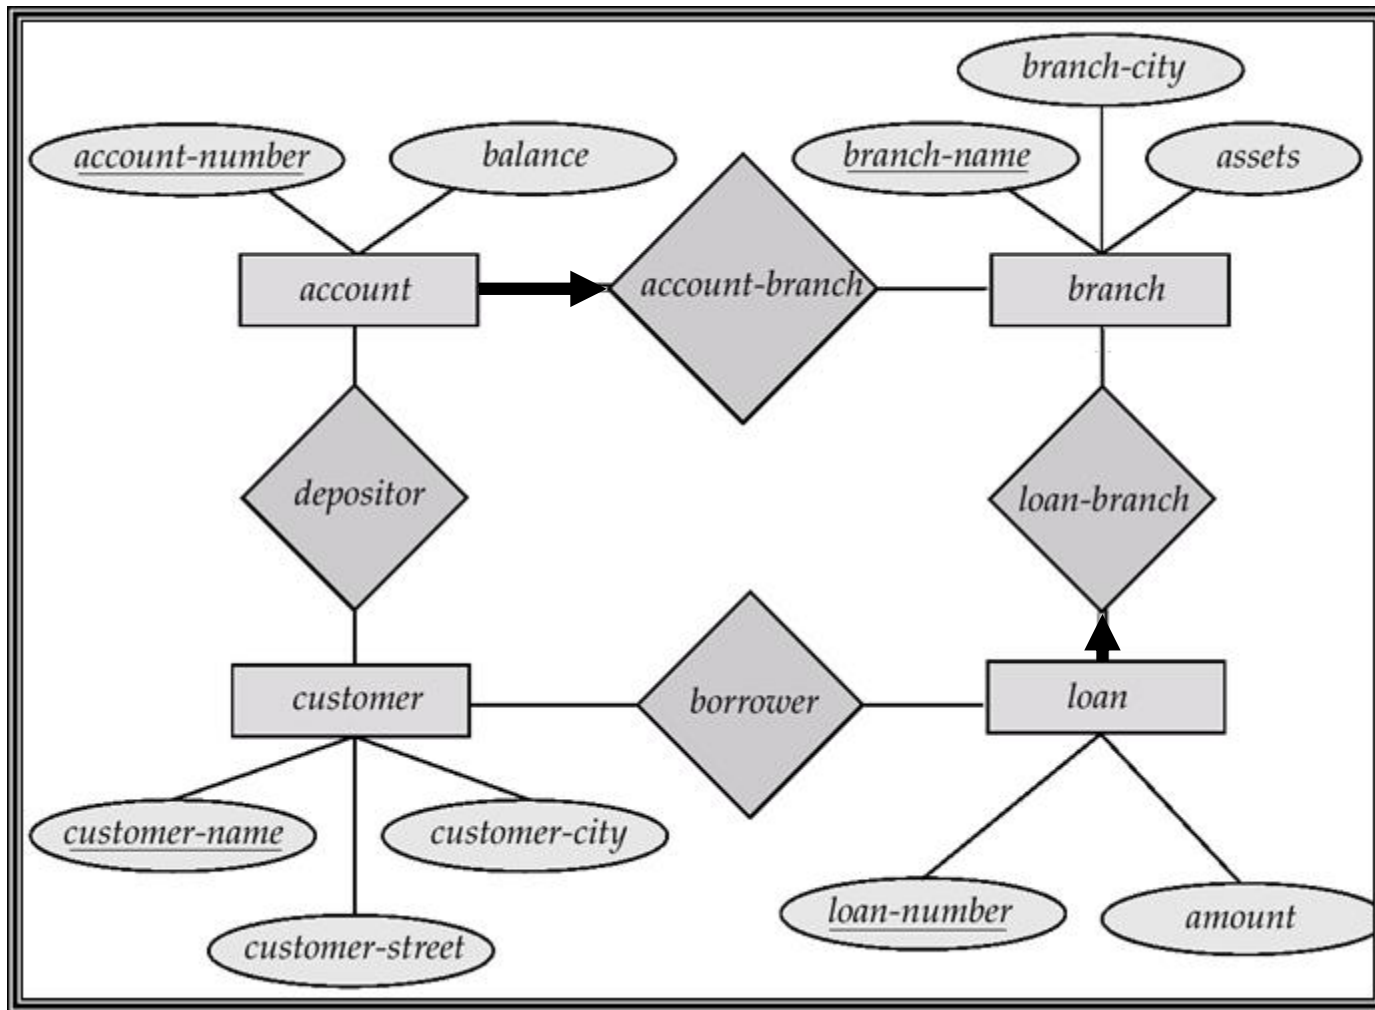 branch-city
account-number
balance
branch-name
assets
account
account-branch
branch
depositor
loan-branch
customer
borrower
loan
customer-name
customer-city
loan-number
amount
customer-street